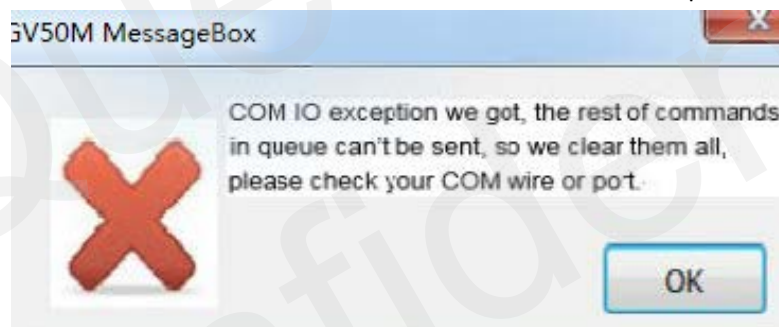 GV50M MessageBox
COM IO exception we got, the rest of commands
in queue can't be sent, so we clear them all,
please check your COM wire or port.
OK